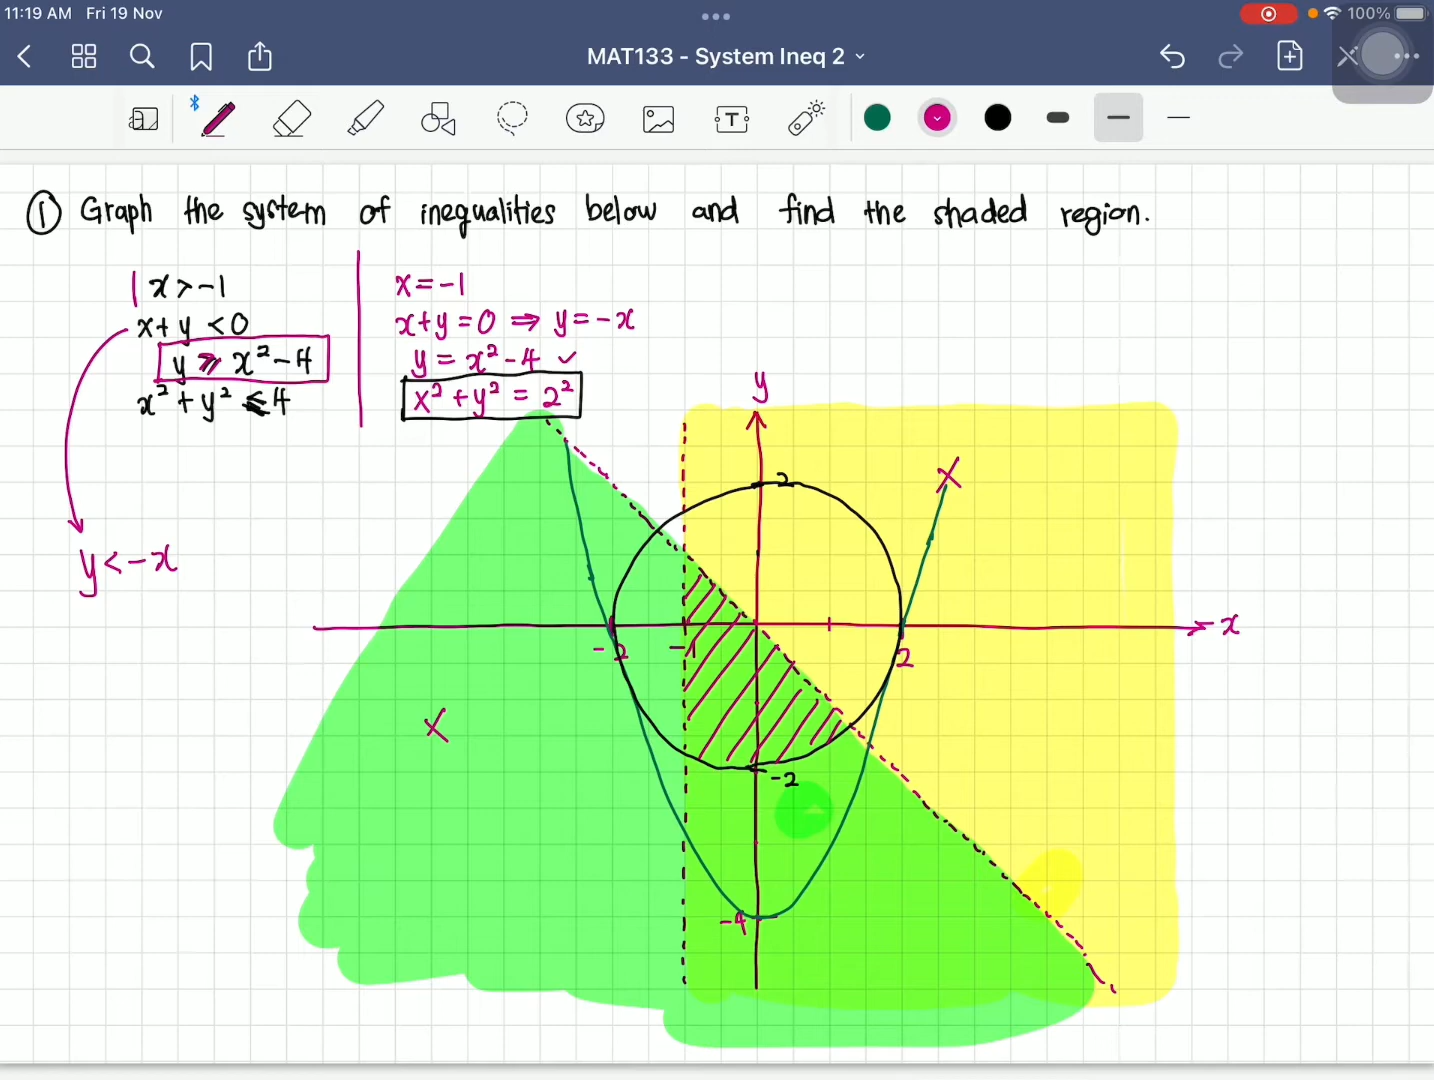 11:19 AM Fri 19 Nov
100%
MAT133 - System Ineq 2
T
① Graph the system of inequalities below and find the shaded region.
x > -1
x + y < 0
y ≥ x² - 4
x² + y² ≤ 4
x = -1
x + y = 0 ⇒ y = -x
y = x² - 4 ✓
x² + y² = 2²
y < -x
y
2
x
-2
-1
2
-2
-4